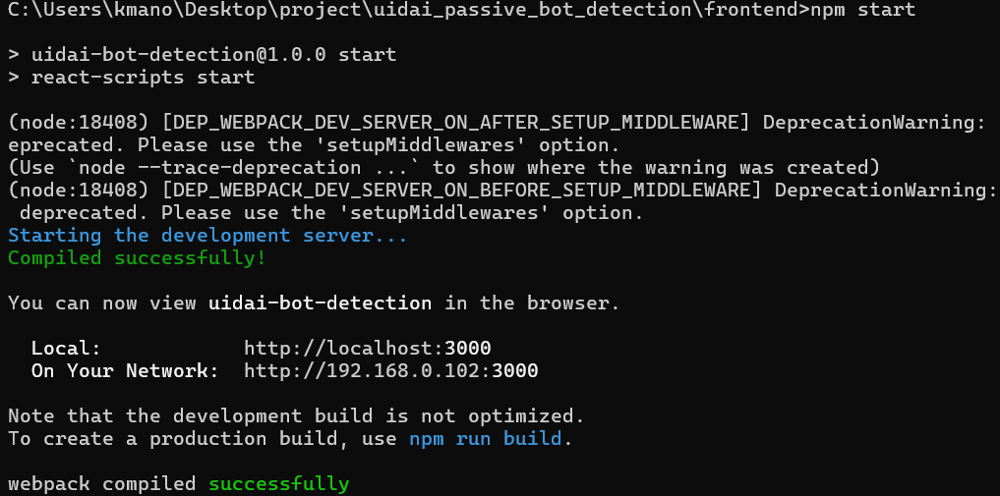 C:\Users\kmano\Desktop\project\uidai_passive_bot_detection\frontend>npm start
> uidai-bot-detection@1.0.0 start
> react-scripts start
(node:18408) [DEP_WEBPACK_DEV_SERVER_ON_AFTER_SETUP_MIDDLEWARE] DeprecationWarning:
eprecated. Please use the 'setupMiddlewares' option.
(Use `node --trace-deprecation ...` to show where the warning was created)
(node:18408) [DEP_WEBPACK_DEV_SERVER_ON_BEFORE_SETUP_MIDDLEWARE] DeprecationWarning:
deprecated. Please use the 'setupMiddlewares' option.
Starting the development server...
Compiled successfully!
You can now view uidai-bot-detection in the browser.
Local: http://localhost:3000
On Your Network: http://192.168.0.102:3000
Note that the development build is not optimized.
To create a production build, use npm run build.
webpack compiled successfully